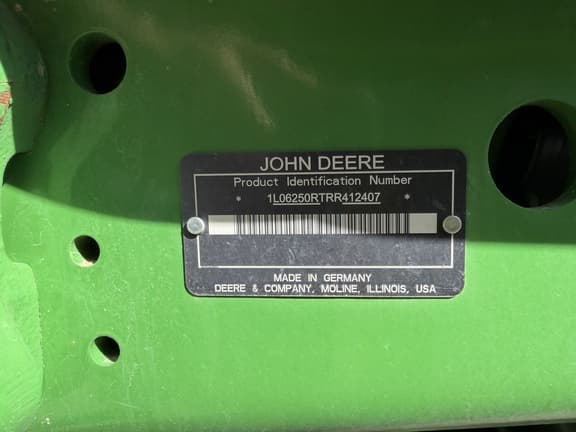 JOHN DEERE
Product Identification Number
* 1L06250RTRR412407 *
MADE IN GERMANY
DEERE & COMPANY, MOLINE, ILLINOIS, USA